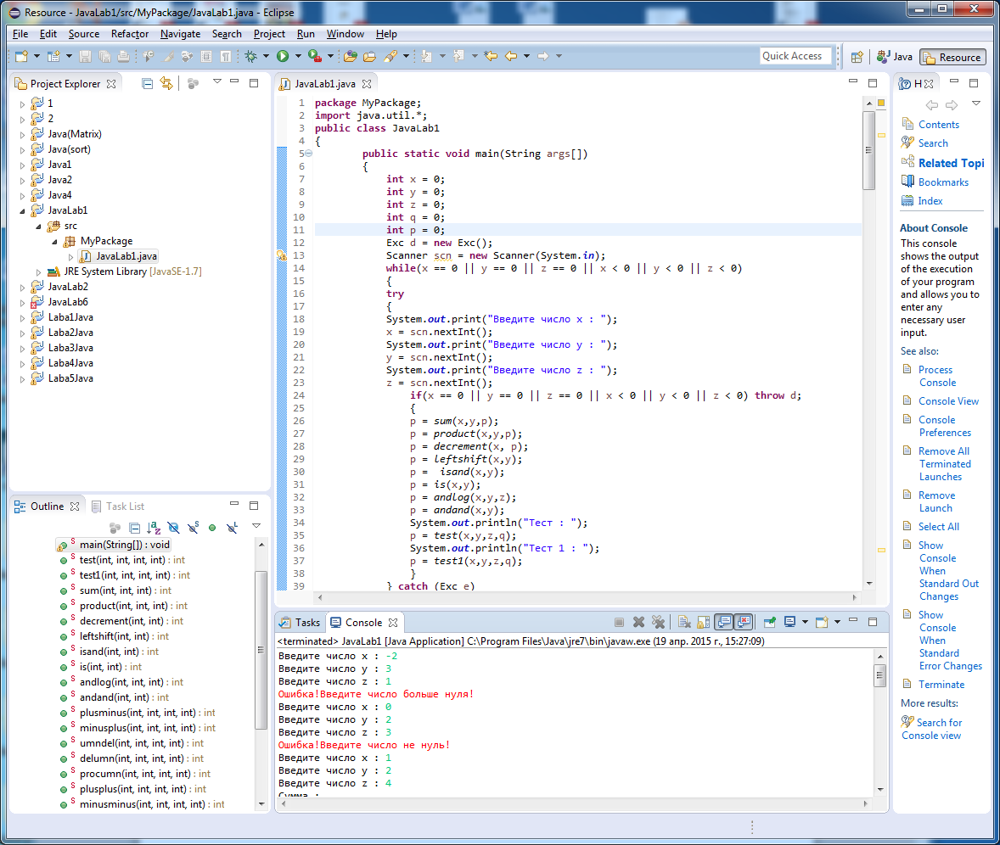 Resource - JavaLab1/src/MyPackage/JavaLab1.java - Eclipse
File Edit Source Refactor Navigate Search Project Run Window Help
Quick Access
Java
Resource
Project Explorer
1
2
Java(Matrix)
Java(sort)
Java1
Java2
Java4
JavaLab1
src
MyPackage
JavaLab1.java
JRE System Library [JavaSE-1.7]
JavaLab2
JavaLab6
Laba1Java
Laba2Java
Laba3Java
Laba4Java
Laba5Java
Outline
Task List
main(String[]) : void
test(int, int, int, int) : int
test1(int, int, int, int) : int
sum(int, int, int) : int
product(int, int, int) : int
decrement(int, int) : int
leftshift(int, int) : int
isand(int, int) : int
is(int, int) : int
andlog(int, int, int) : int
andand(int, int) : int
plusminus(int, int, int, int) : int
minusplus(int, int, int, int) : int
umndel(int, int, int, int) : int
delumn(int, int, int, int) : int
procumn(int, int, int, int) : int
plusplus(int, int, int, int) : int
minusminus(int, int, int, int) : int
JavaLab1.java
1 package MyPackage;
2 import java.util.*;
3 public class JavaLab1
4 {
5 public static void main(String args[])
6 {
7 int x = 0;
8 int y = 0;
9 int z = 0;
10 int q = 0;
11 int p = 0;
12 Exc d = new Exc();
13 Scanner scn = new Scanner(System.in);
14 while(x == 0 || y == 0 || z == 0 || x < 0 || y < 0 || z < 0)
15 {
16 try
17 {
18 System.out.print("Введите число x : ");
19 x = scn.nextInt();
20 System.out.print("Введите число y : ");
21 y = scn.nextInt();
22 System.out.print("Введите число z : ");
23 z = scn.nextInt();
24 if(x == 0 || y == 0 || z == 0 || x < 0 || y < 0 || z < 0) throw d;
25 {
26 p = sum(x,y,p);
27 p = product(x,y,p);
28 p = decrement(x, p);
29 p = leftshift(x,y);
30 p =  isand(x,y);
31 p = is(x,y);
32 p = andlog(x,y,z);
33 p = andand(x,y);
34 System.out.println("Тест : ");
35 p = test(x,y,z,q);
36 System.out.println("Тест 1 : ");
37 p = test1(x,y,z,q);
38 }
39 } catch (Exc e)
Tasks
Console
<terminated> JavaLab1 [Java Application] C:\Program Files\Java\jre7\bin\javaw.exe (19 апр. 2015 г., 15:27:09)
Введите число x : -2
Введите число y : 3
Введите число z : 1
Ошибка!Введите число больше нуля!
Введите число x : 0
Введите число y : 2
Введите число z : 3
Ошибка!Введите число не нуль!
Введите число x : 1
Введите число y : 2
Введите число z : 4
Сумма :
H
Contents
Search
Related Topi
Bookmarks
Index
About Console
This console
shows the output
of the execution
of your program
and allows you to
enter any
necessary user
input.
See also:
Process
Console
Console View
Console
Preferences
Remove All
Terminated
Launches
Remove
Launch
Select All
Show
Console
When
Standard Out
Changes
Show
Console
When
Standard
Error Changes
Terminate
More results:
Search for
Console view